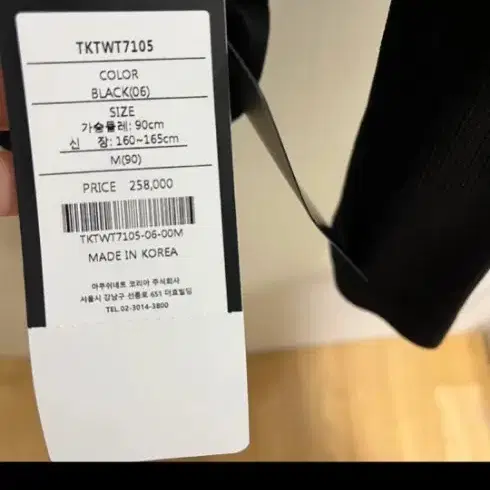 TKTWT7105
COLOR
BLACK(06)
SIZE
가슴둘레: 90cm
신 장: 160~165cm
M(90)
PRICE 258,000
TKTWT7105-06-00M
MADE IN KOREA
마쿠쉬네트 코리아 주식회사
서울시 강남구 선릉로 651 더효빌딩
TEL.02-3014-3800